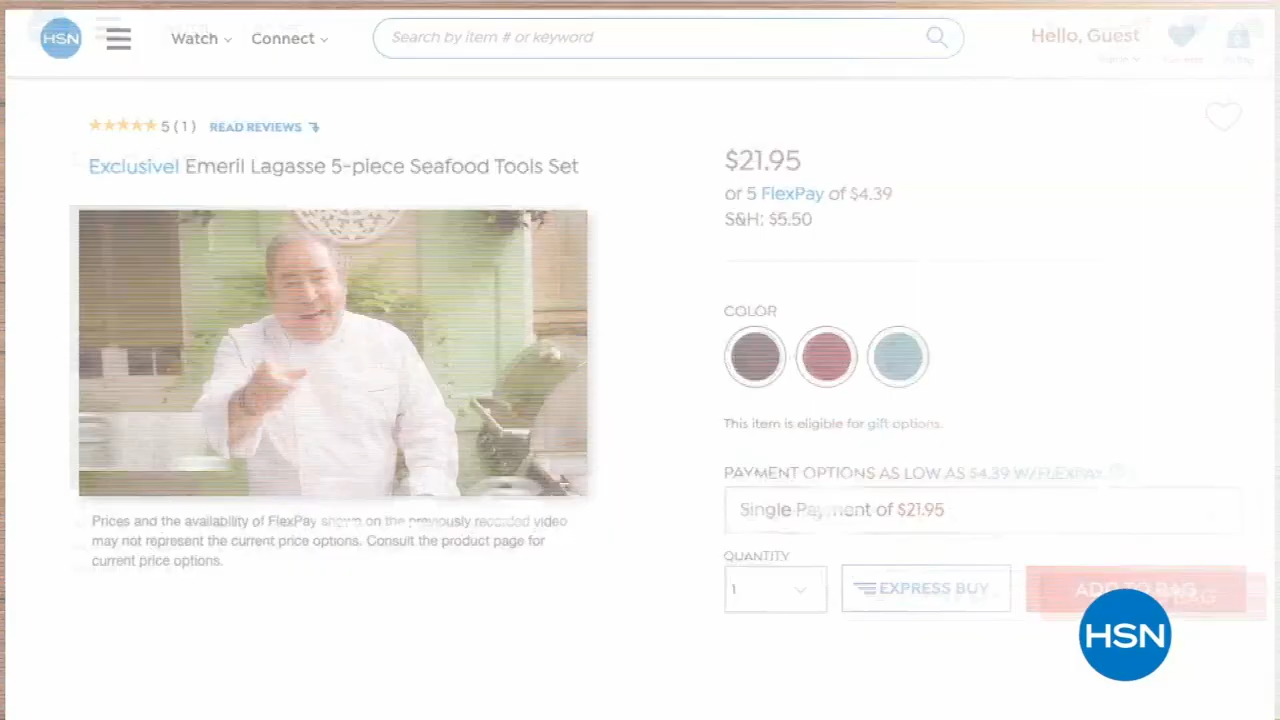 HSN
Watch
Connect
Search by item # or keyword
Hello, Guest
5 (1) READ REVIEWS
Exclusive! Emeril Lagasse 5-piece Seafood Tools Set
$21.95
or 5 FlexPay of $4.39
S&H: $5.50
COLOR
This item is eligible for gift options.
PAYMENT OPTIONS AS LOW AS $4.39 W/FLEXPAY
Single Payment of $21.95
Prices and the availability of FlexPay shown on the previously recorded video
may not represent the current price options. Consult the product page for
current price options.
QUANTITY
1
EXPRESS BUY
ADD TO BAG
HSN